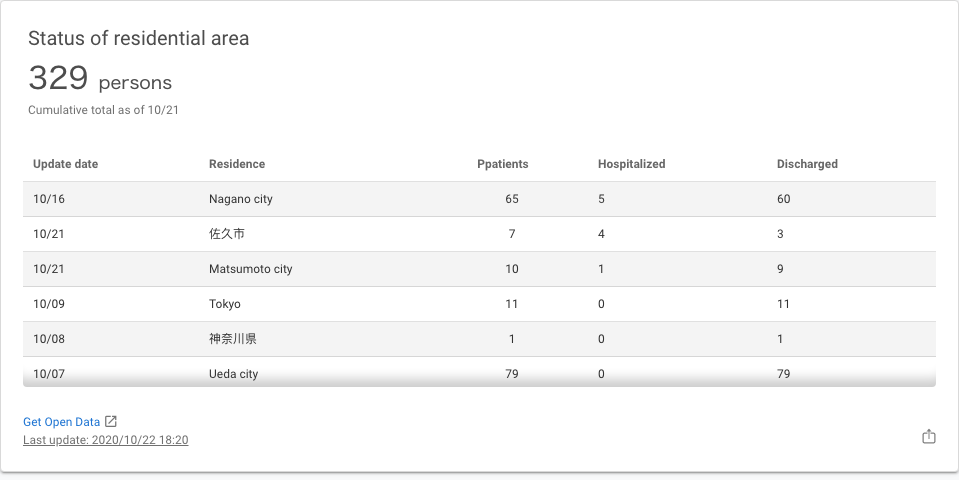 Status of residential area
329 persons
Cumulative total as of 10/21
Update date Residence Ppatients Hospitalized Discharged
10/16 Nagano city 65 5 60
10/21 佐久市 7 4 3
10/21 Matsumoto city 10 1 9
10/09 Tokyo 11 0 11
10/08 神奈川県 1 0 1
10/07 Ueda city 79 0 79
Get Open Data
Last update: 2020/10/22 18:20